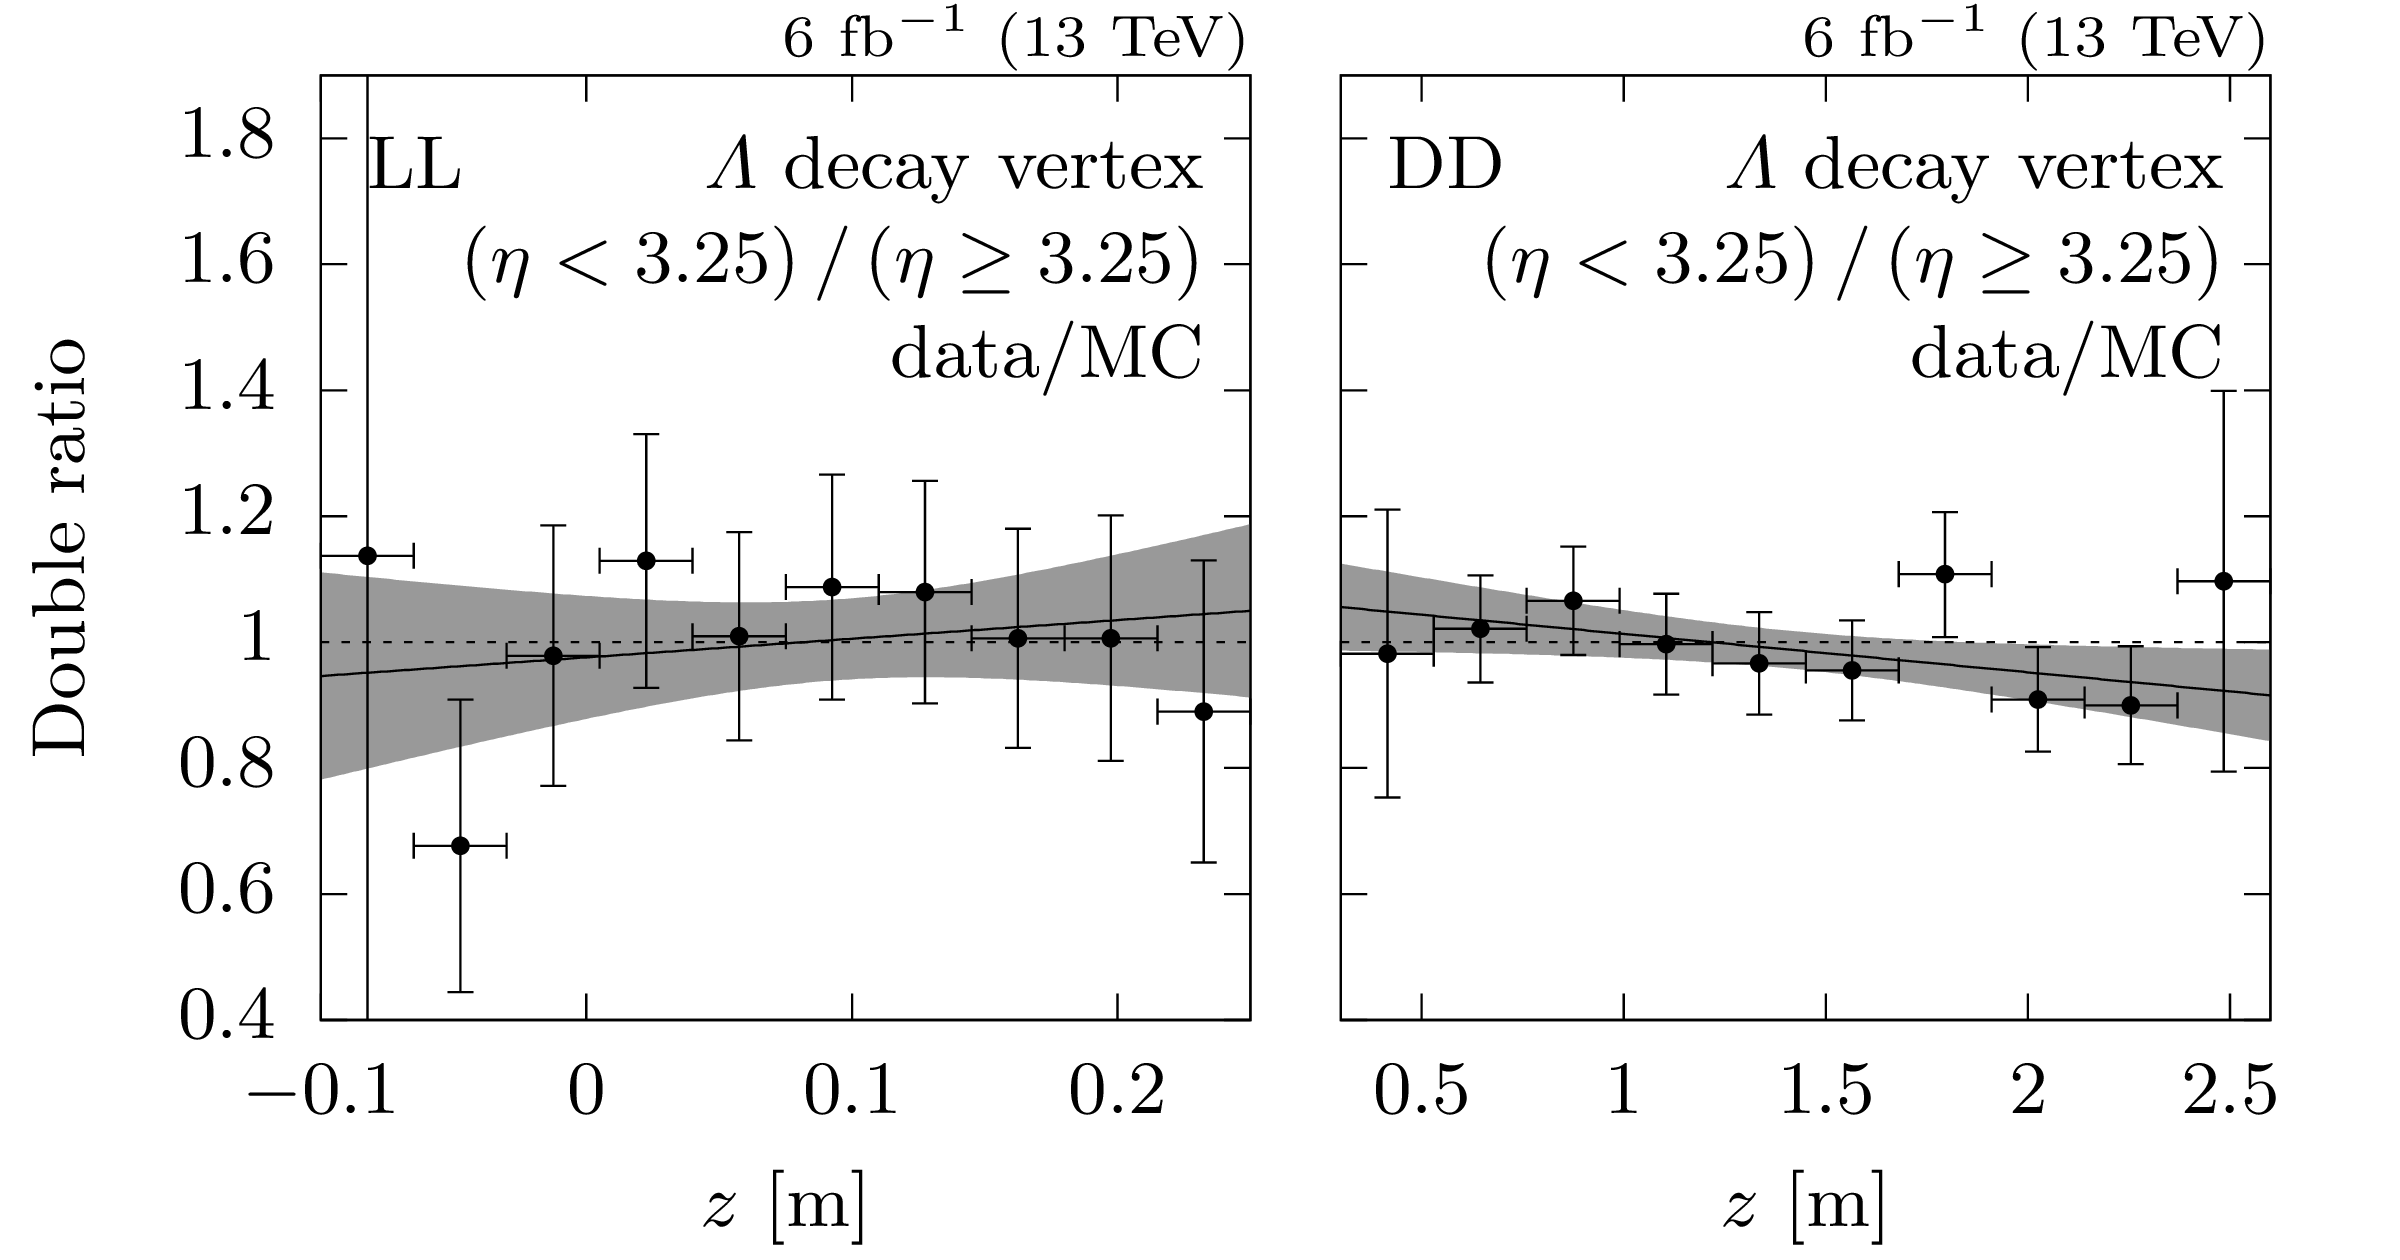 6 fb⁻¹ (13 TeV)
LL Λ decay vertex
(η < 3.25) / (η ≥ 3.25)
data/MC
Double ratio
1.8
1.6
1.4
1.2
1
0.8
0.6
0.4
−0.1 0 0.1 0.2
z [m]
6 fb⁻¹ (13 TeV)
DD Λ decay vertex
(η < 3.25) / (η ≥ 3.25)
data/MC
0.5 1 1.5 2 2.5
z [m]